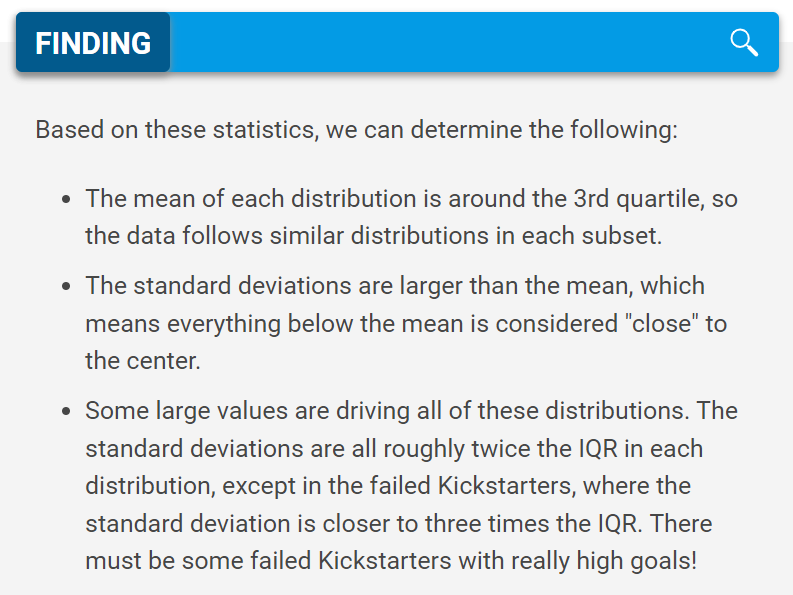 FINDING
Based on these statistics, we can determine the following:
• The mean of each distribution is around the 3rd quartile, so
the data follows similar distributions in each subset.
• The standard deviations are larger than the mean, which
means everything below the mean is considered "close" to
the center.
• Some large values are driving all of these distributions. The
standard deviations are all roughly twice the IQR in each
distribution, except in the failed Kickstarters, where the
standard deviation is closer to three times the IQR. There
must be some failed Kickstarters with really high goals!